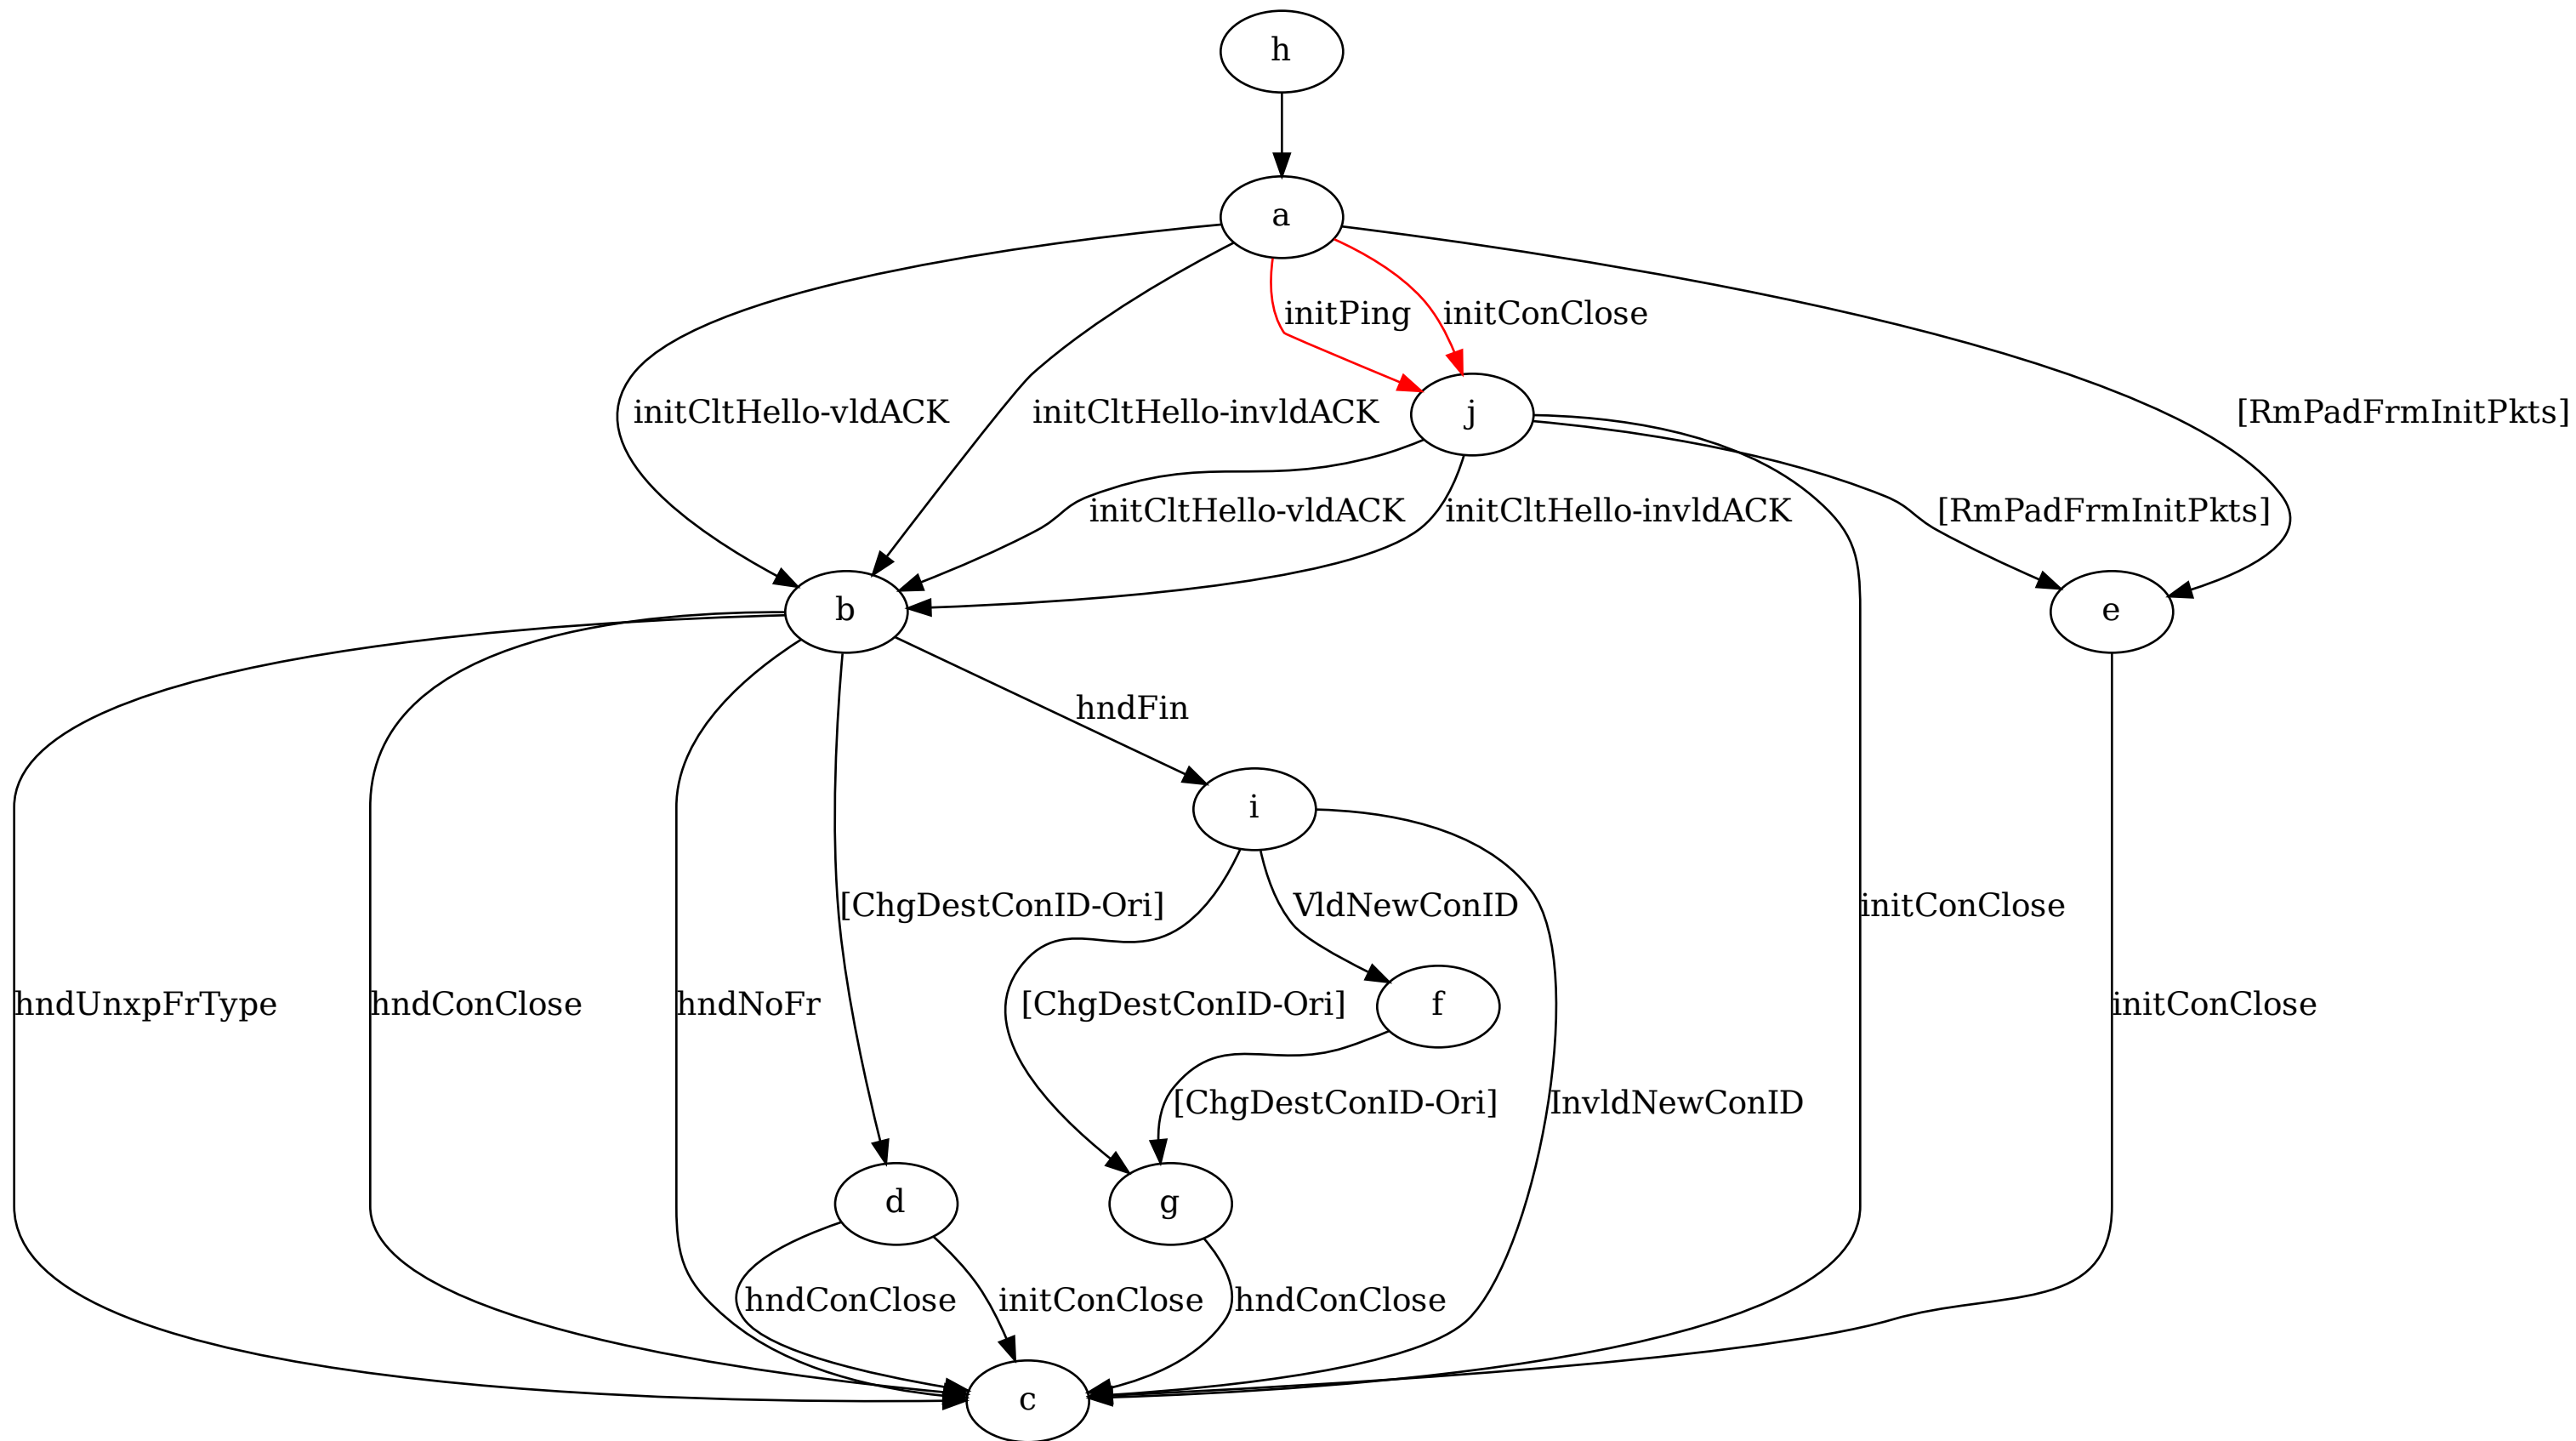 h
a
initPing
initConClose
initCltHello-vldACK
initCltHello-invldACK
j
[RmPadFrmInitPkts]
initCltHello-vldACK
initCltHello-invldACK
[RmPadFrmInitPkts]
b
e
hndFin
i
[ChgDestConID-Ori]
VldNewConID
initConClose
hndUnxpFrType
hndConClose
hndNoFr
[ChgDestConID-Ori]
f
initConClose
[ChgDestConID-Ori]
InvldNewConID
d
g
hndConClose
initConClose
hndConClose
c